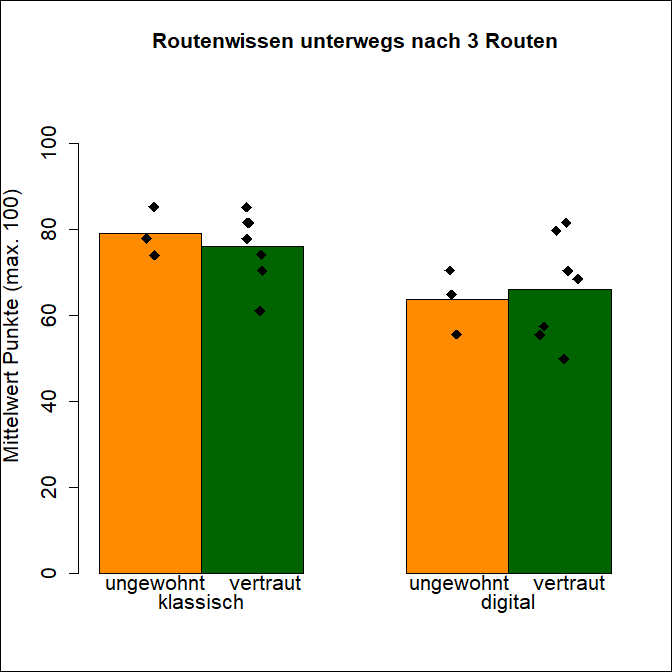 Routenwissen unterwegs nach 3 Routen
Mittelwert Punkte (max. 100)
100
80
60
40
20
0
ungewohnt vertraut ungewohnt vertraut
klassisch digital